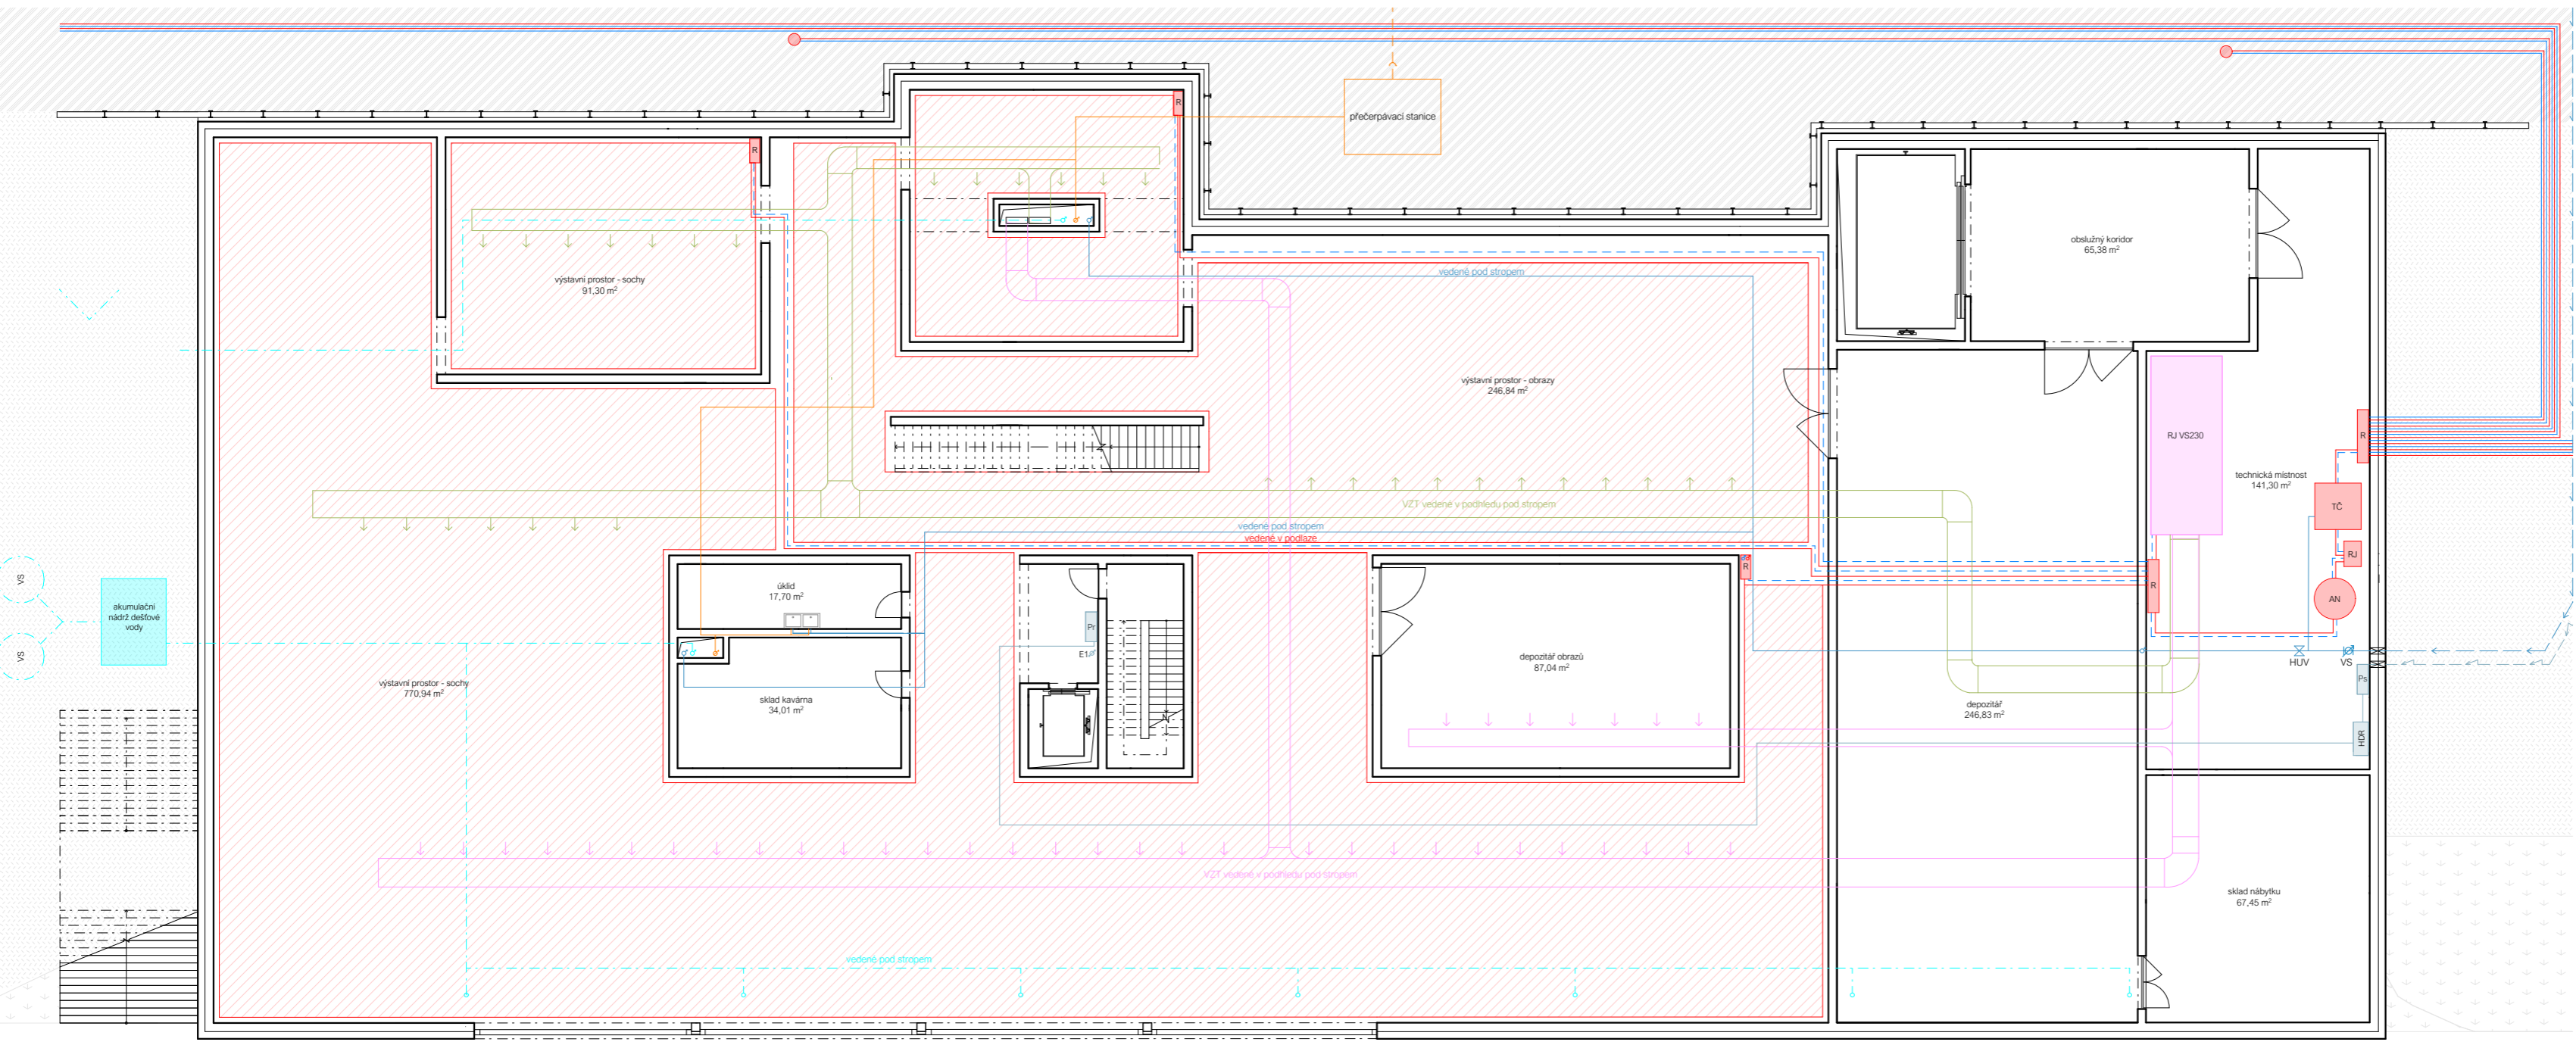 R
přečerpávací stanice
R
obslužný koridor
65,38 m²
vedené pod stropem
výstavní prostor - sochy
91,30 m²
výstavní prostor - obrazy
246,84 m²
RJ VS230
R
technická místnost
141,30 m²
TČ
VZT vedené v podhledu pod stropem
vedené pod stropem
vedené v podlaze
RJ
R
R
AN
VS
akumulační
nádrž dešťové
vody
úklid
17,70 m²
Pr
E1
VS
depozitář obrazů
87,04 m²
HUV
VS
Ps
výstavní prostor - sochy
770,94 m²
sklad kavárna
34,01 m²
depozitář
246,83 m²
HDR
VZT vedené v podhledu pod stropem
sklad nábytku
67,45 m²
vedené pod stropem